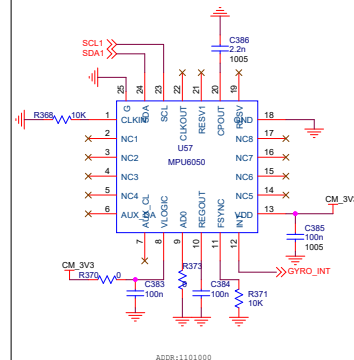 C386
2.2n
1005
SCL1
SDA1
25
24
23
22
21
20
19
G
SDA
SCL
CLKOUT
RESV1
CPOUT
RESV
R368
10K
1
CLKIN
GND
18
U57
MPU6050
2
NC1
NC8
17
3
NC2
NC7
16
4
NC3
NC6
15
5
NC4
NC5
14
6
AUX_DA
VDD
13
CM_3V3
AUX_CL
VLOGIC
AD0
REGOUT
FSYNC
INT
7
8
9
10
11
12
C385
100n
1005
CM_3V3
R370
0
C383
100n
R373
C384
100n
GYRO_INT
R371
10K
ADDR:1101000